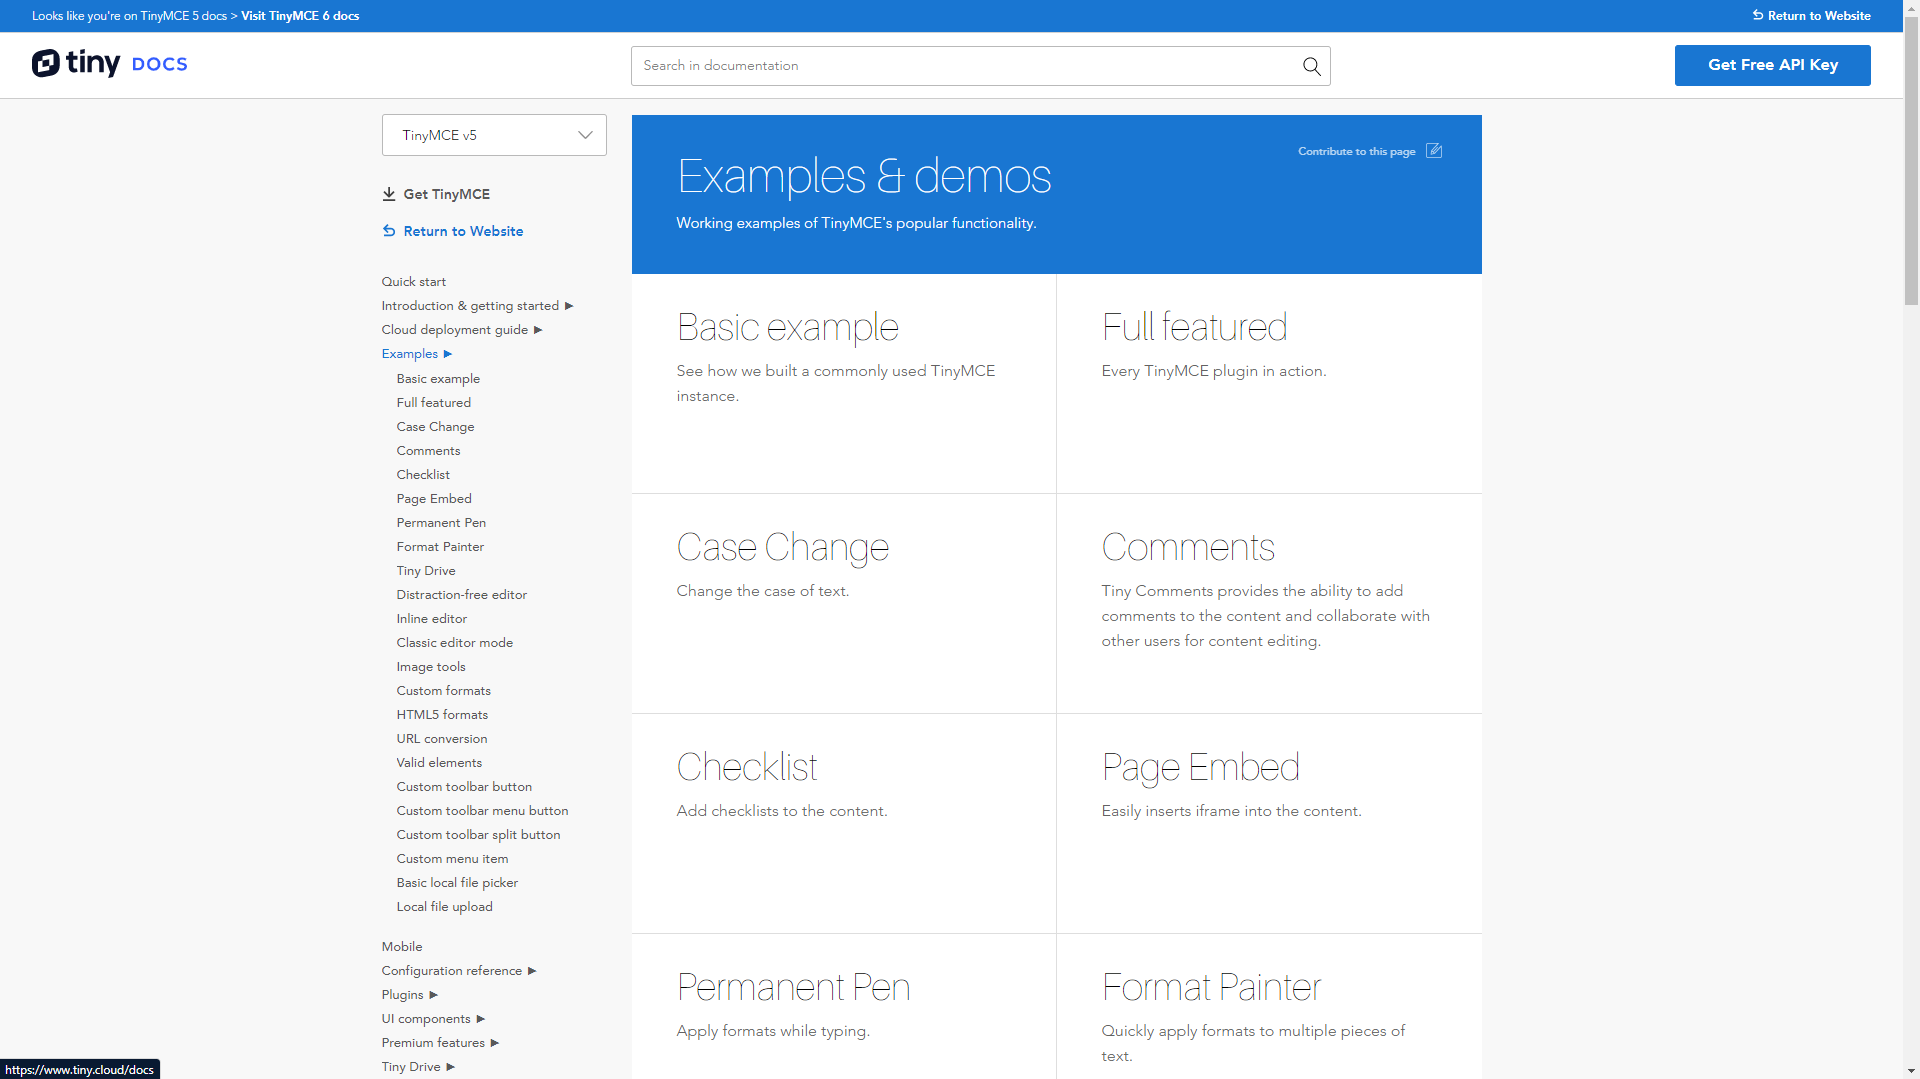 Looks like you're on TinyMCE 5 docs > Visit TinyMCE 6 docs
Return to Website
tiny DOCS
Search in documentation
Get Free API Key
TinyMCE v5
Get TinyMCE
Return to Website
Quick start
Introduction & getting started ▶
Cloud deployment guide ▶
Examples ▶
Basic example
Full featured
Case Change
Comments
Checklist
Page Embed
Permanent Pen
Format Painter
Tiny Drive
Distraction-free editor
Inline editor
Classic editor mode
Image tools
Custom formats
HTML5 formats
URL conversion
Valid elements
Custom toolbar button
Custom toolbar menu button
Custom toolbar split button
Custom menu item
Basic local file picker
Local file upload
Mobile
Configuration reference ▶
Plugins ▶
UI components ▶
Premium features ▶
Tiny Drive ▶
Contribute to this page
Examples & demos
Working examples of TinyMCE's popular functionality.
Basic example
See how we built a commonly used TinyMCE
instance.
Full featured
Every TinyMCE plugin in action.
Case Change
Change the case of text.
Comments
Tiny Comments provides the ability to add
comments to the content and collaborate with
other users for content editing.
Checklist
Add checklists to the content.
Page Embed
Easily inserts iframe into the content.
Permanent Pen
Apply formats while typing.
Format Painter
Quickly apply formats to multiple pieces of
text.
https://www.tiny.cloud/docs